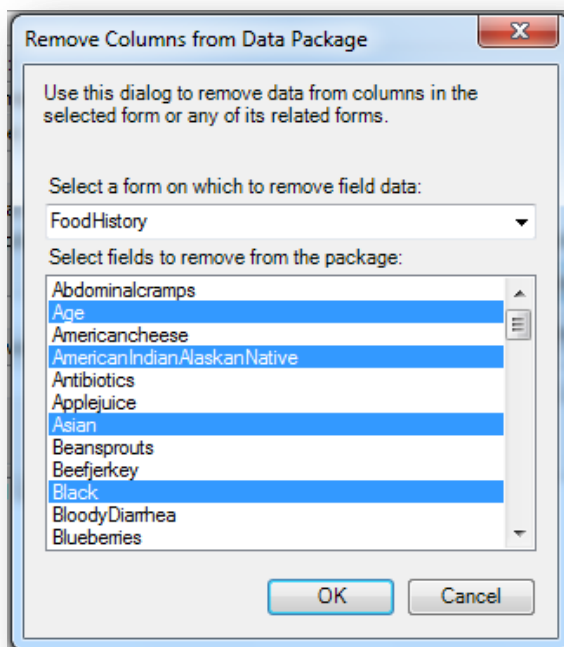 Remove Columns from Data Package
Use this dialog to remove data from columns in the
selected form or any of its related forms.
Select a form on which to remove field data:
FoodHistory
Select fields to remove from the package:
Abdominalcramps
Age
Americancheese
AmericanIndianAlaskanNative
Antibiotics
Applejuice
Asian
Beansprouts
Beefjerkey
Black
BloodyDiarrhea
Blueberries
OK
Cancel